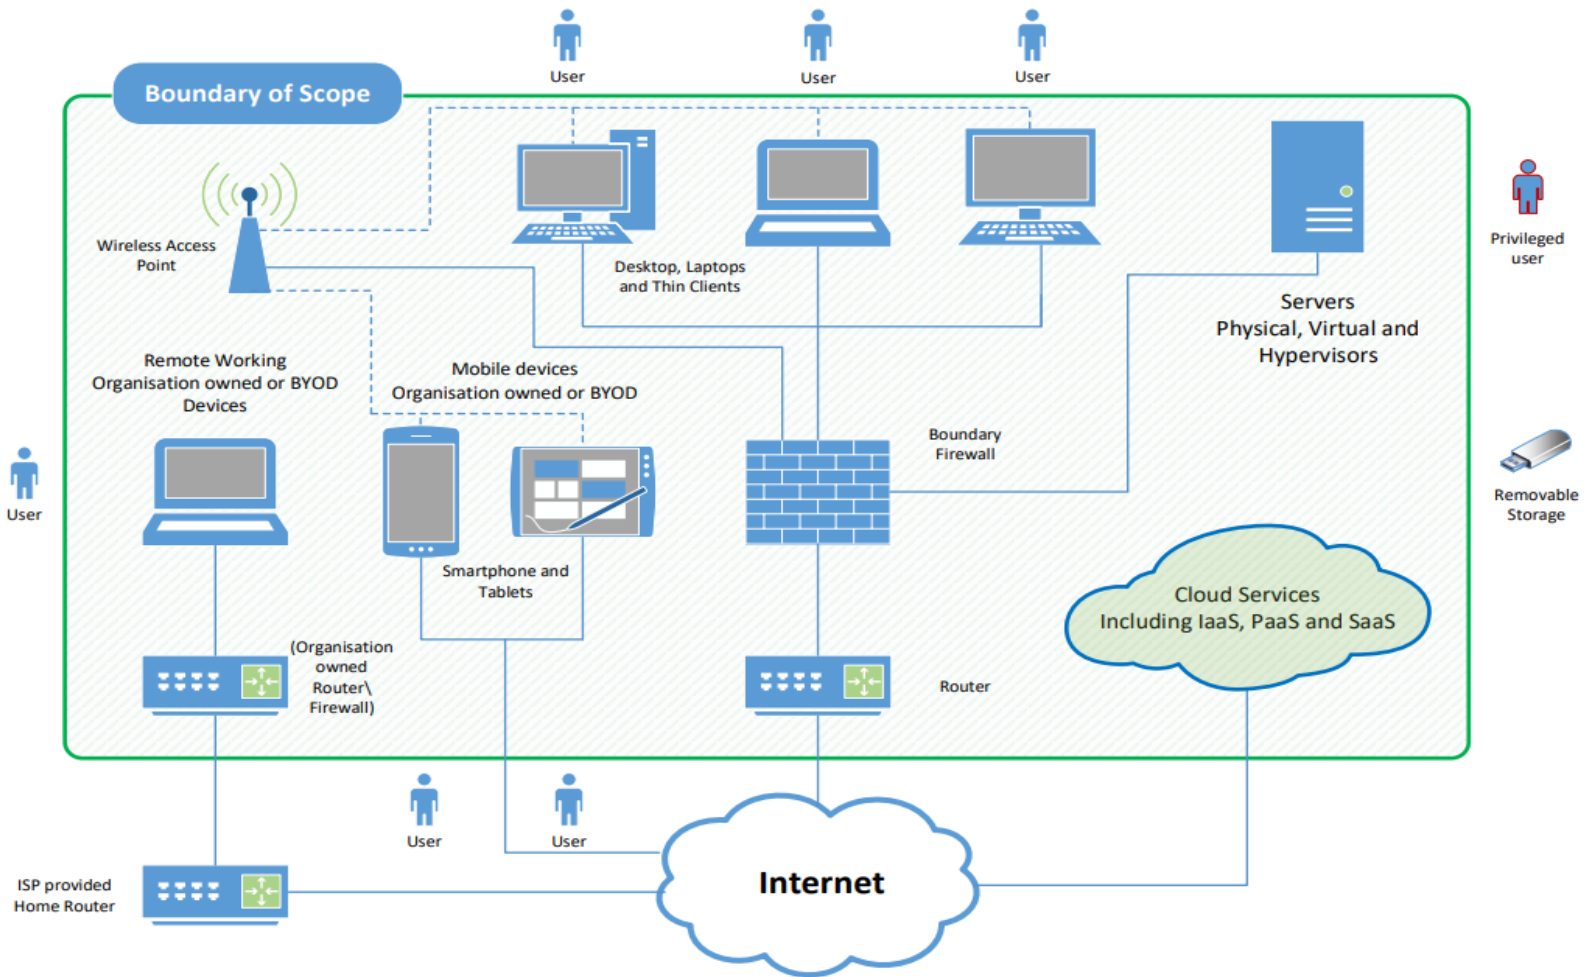 User
User
User
Boundary of Scope
Wireless Access
Point
Desktop, Laptops
and Thin Clients
Privileged
user
Servers
Physical, Virtual and
Hypervisors
Remote Working
Organisation owned or BYOD
Devices
Mobile devices
Organisation owned or BYOD
Boundary
Firewall
User
Removable
Storage
Smartphone and
Tablets
Cloud Services
Including IaaS, PaaS and SaaS
(Organisation
owned
Router\
Firewall)
Router
User
User
ISP provided
Home Router
Internet